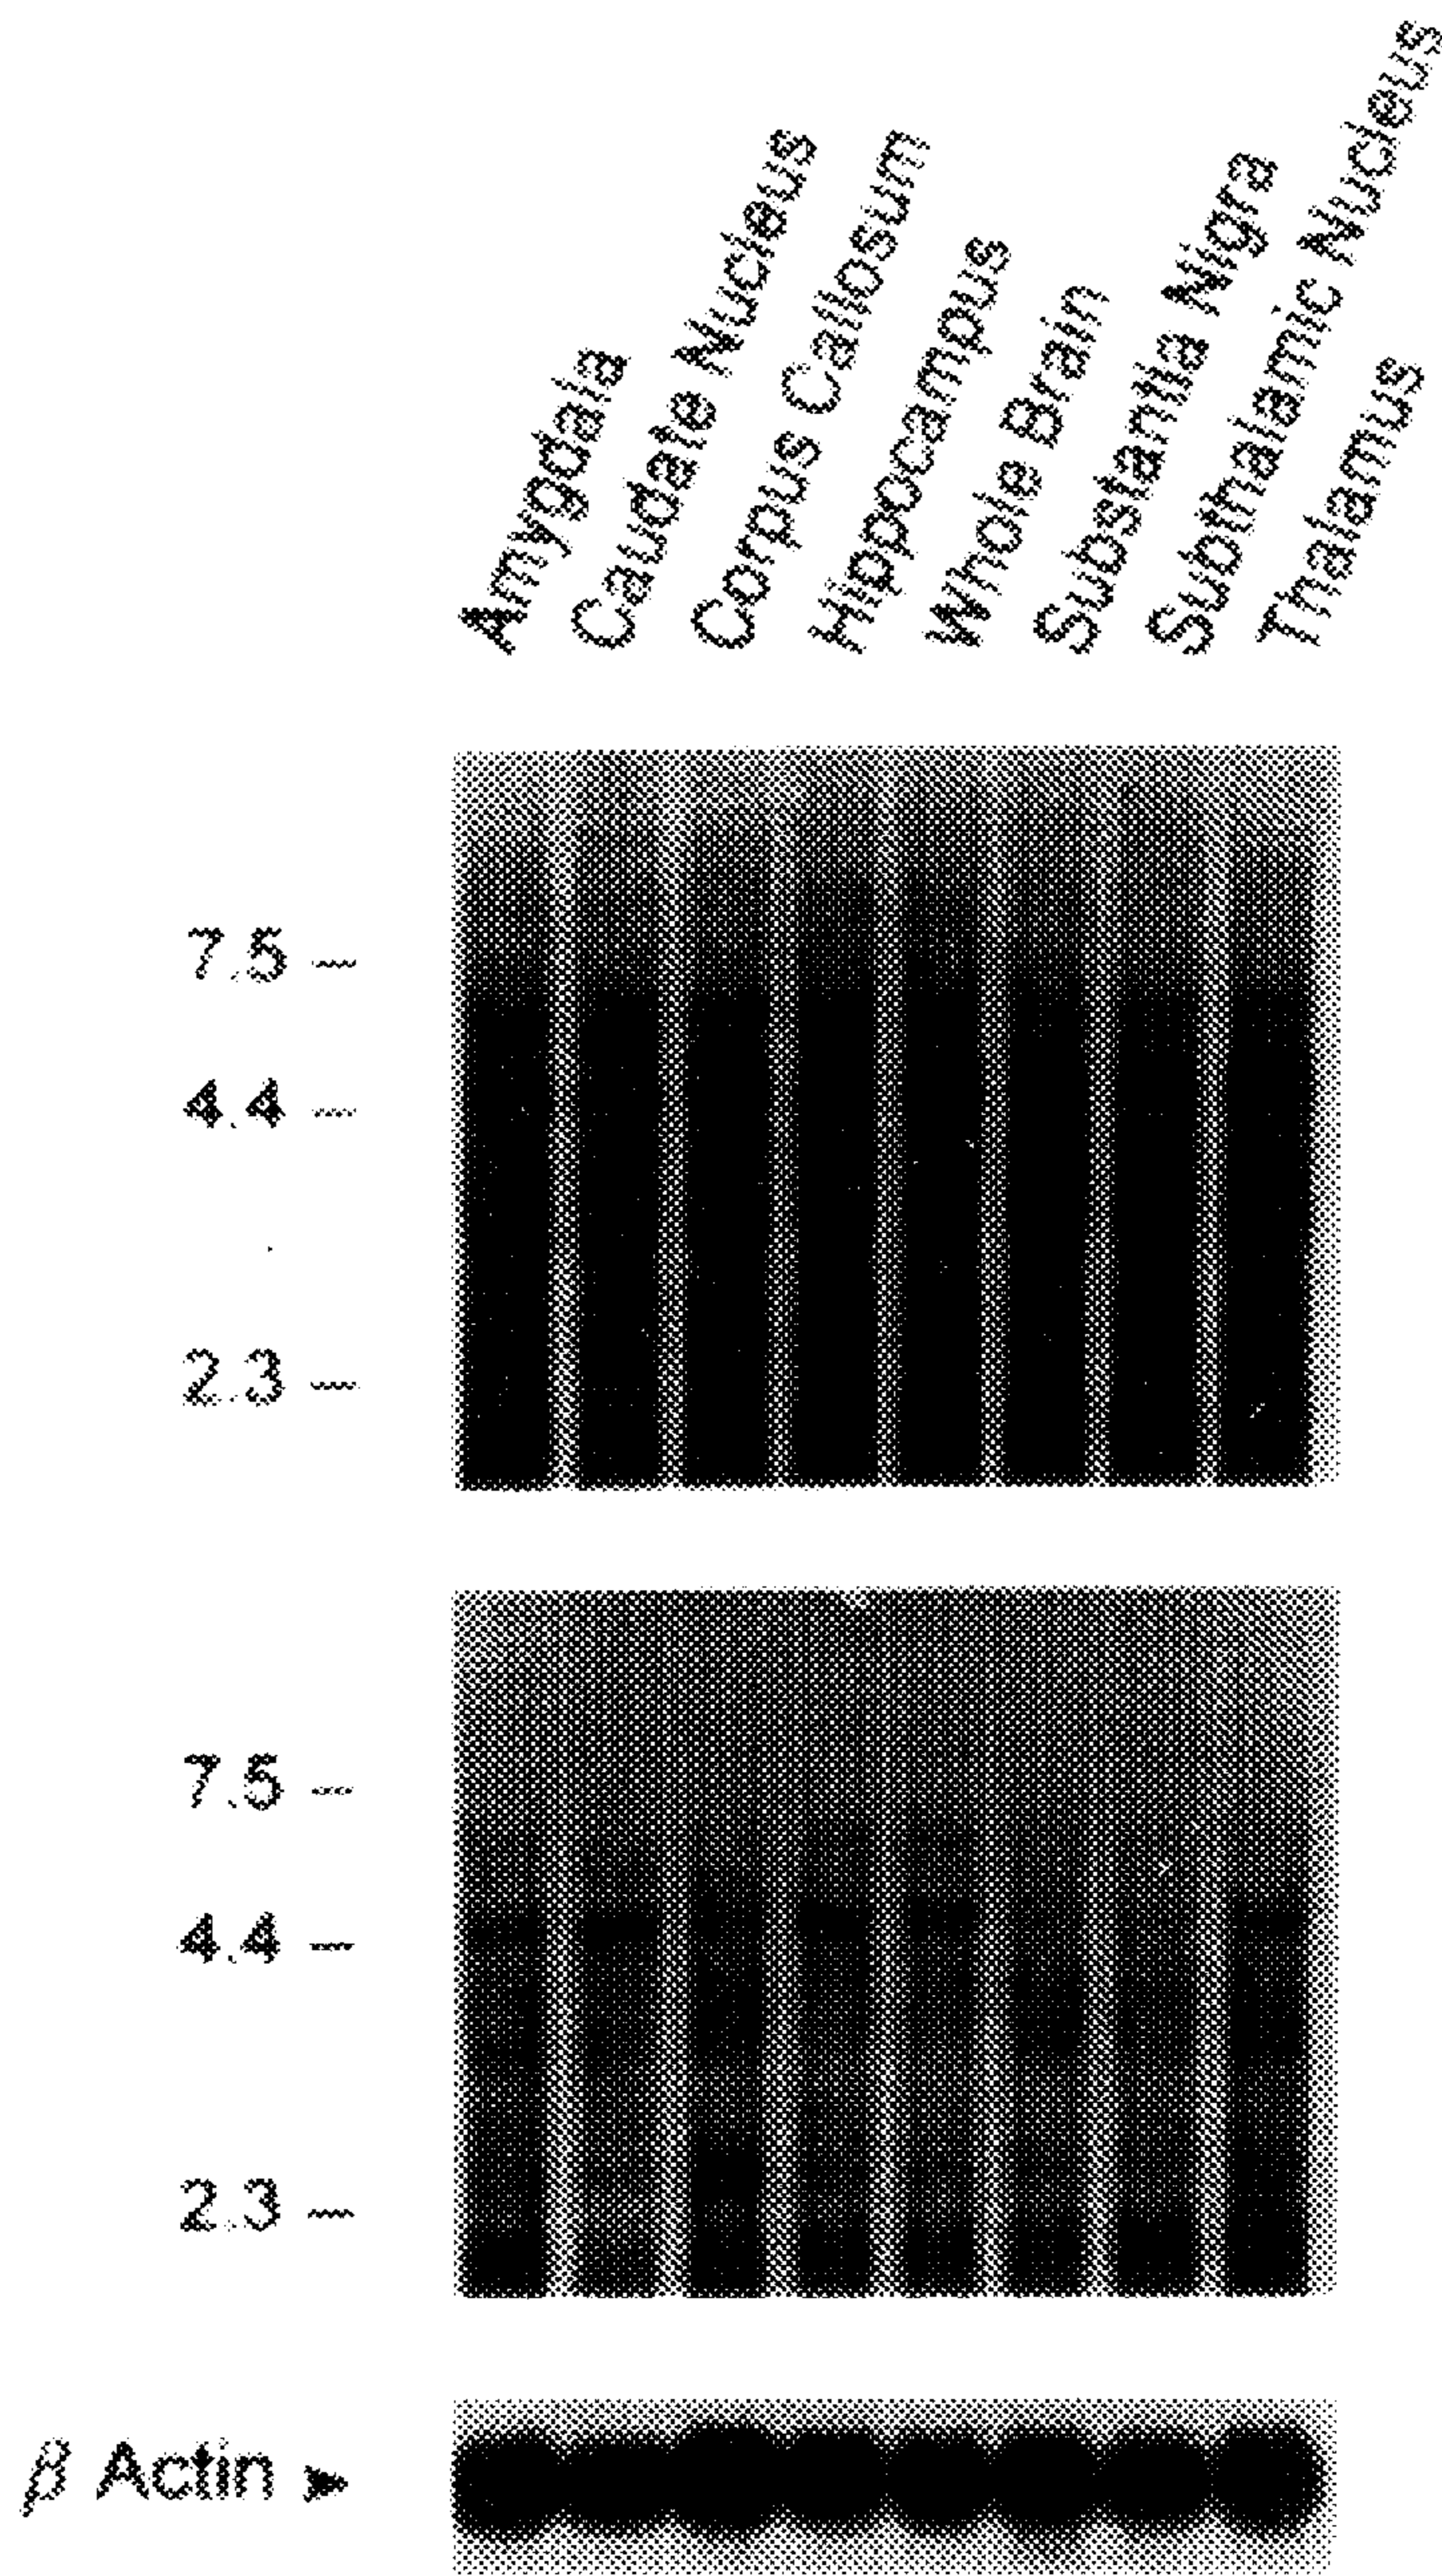 Amygdala
Caudate Nucleus
Corpus Callosum
Hippocampus
Whole Brain
Substantia Nigra
Subthalamic Nucleus
Thalamus
7.5 –
4.4 –
2.3 –
7.5 –
4.4 –
2.3 –
β Actin ►